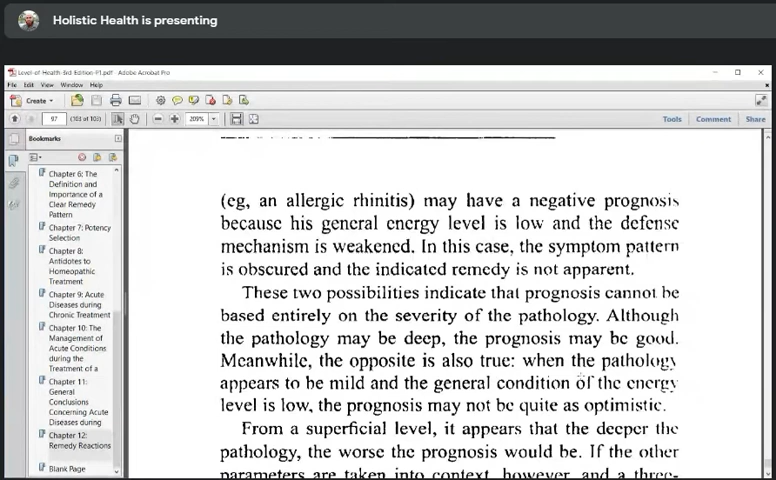 Holistic Health is presenting
Level-of-Health-3rd-Edition-P1.pdf - Adobe Acrobat Pro
File Edit View Window Help
Create
97 (101 of 102) 209%
Tools Comment Share
Bookmarks
Chapter 6: The
Definition and
Importance of a
Clear Remedy
Pattern
Chapter 7: Potency
Selection
Chapter 8:
Antidotes to
Homeopathic
Treatment
Chapter 9: Acute
Diseases during
Chronic Treatment
Chapter 10: The
Management of
Acute Conditions
during the
Treatment of a
Chapter 11:
General
Conclusions
Concerning Acute
Diseases during
Chapter 12:
Remedy Reactions
Blank Page
(eg, an allergic rhinitis) may have a negative prognosis
because his general energy level is low and the defense
mechanism is weakened. In this case, the symptom pattern
is obscured and the indicated remedy is not apparent.
These two possibilities indicate that prognosis cannot be
based entirely on the severity of the pathology. Although
the pathology may be deep, the prognosis may be good.
Meanwhile, the opposite is also true: when the pathology
appears to be mild and the general condition of the energy
level is low, the prognosis may not be quite as optimistic.
From a superficial level, it appears that the deeper the
pathology, the worse the prognosis would be. If the other
parameters are taken into context, however, and a three-